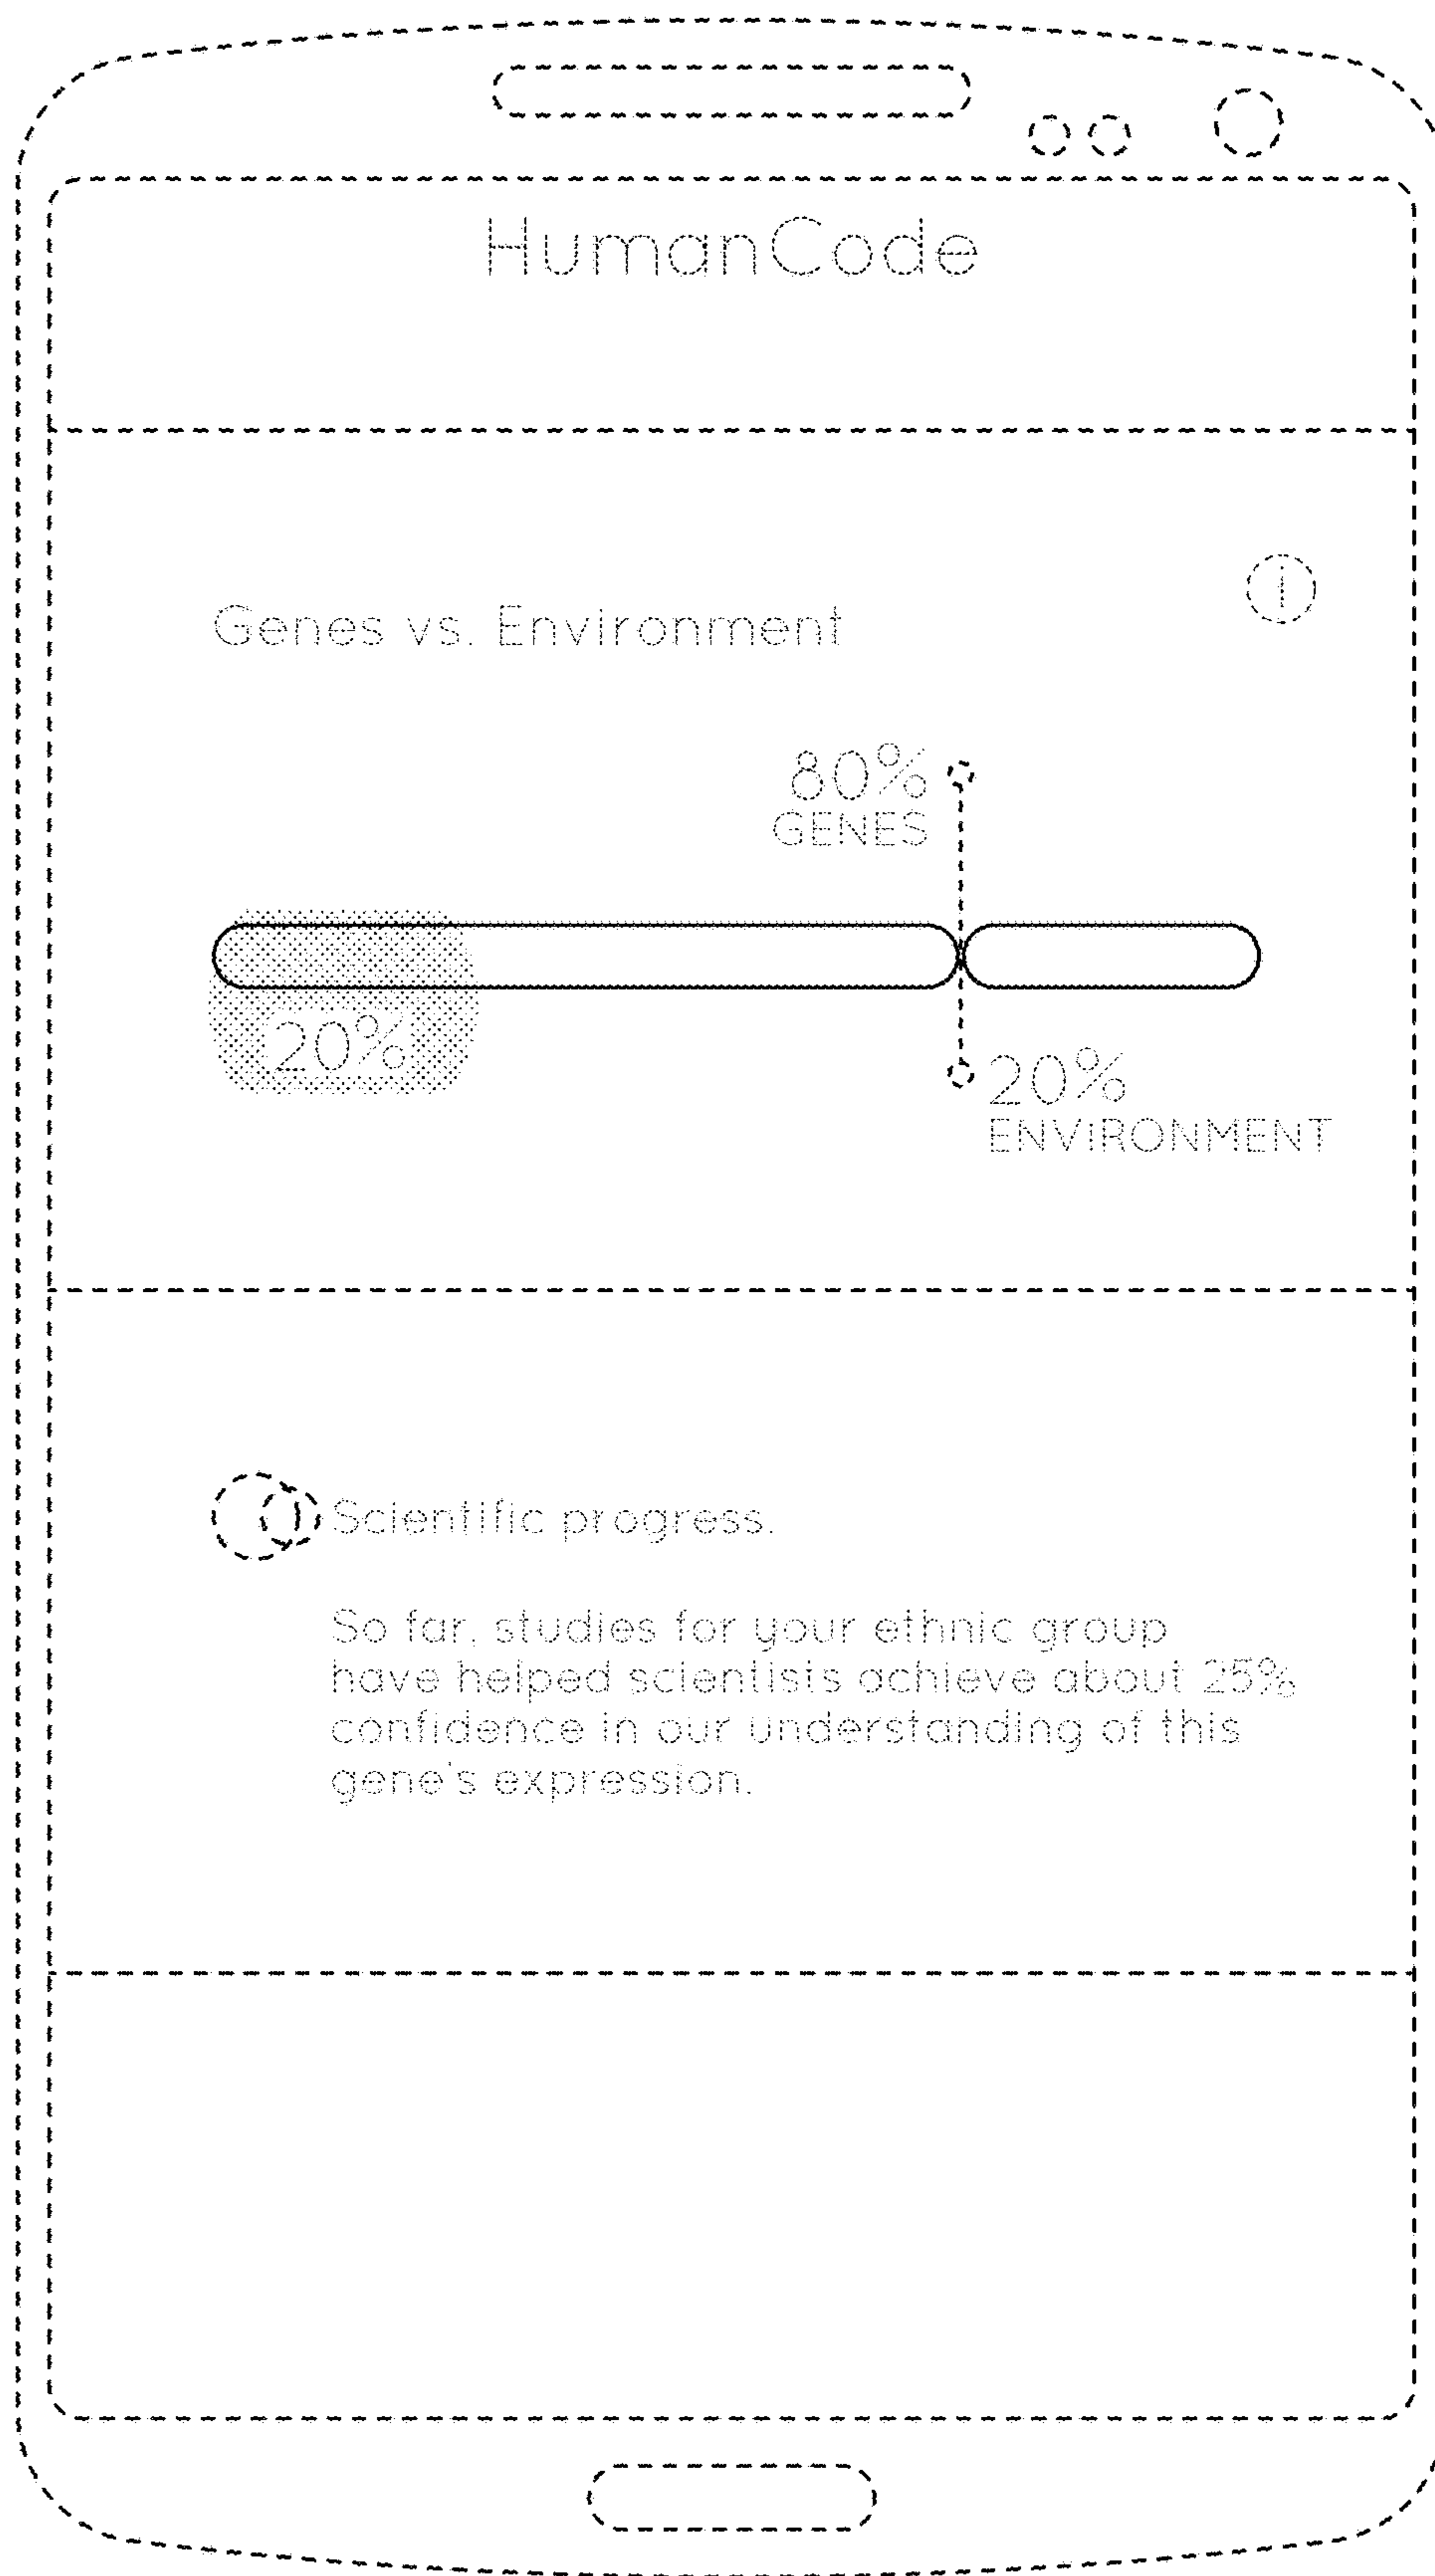 HumanCode
Genes vs. Environment
80%
GENES
20%
20%
ENVIRONMENT
Scientific progress.
So far, studies for your ethnic group
have helped scientists achieve about 25%
confidence in our understanding of this
gene's expression.